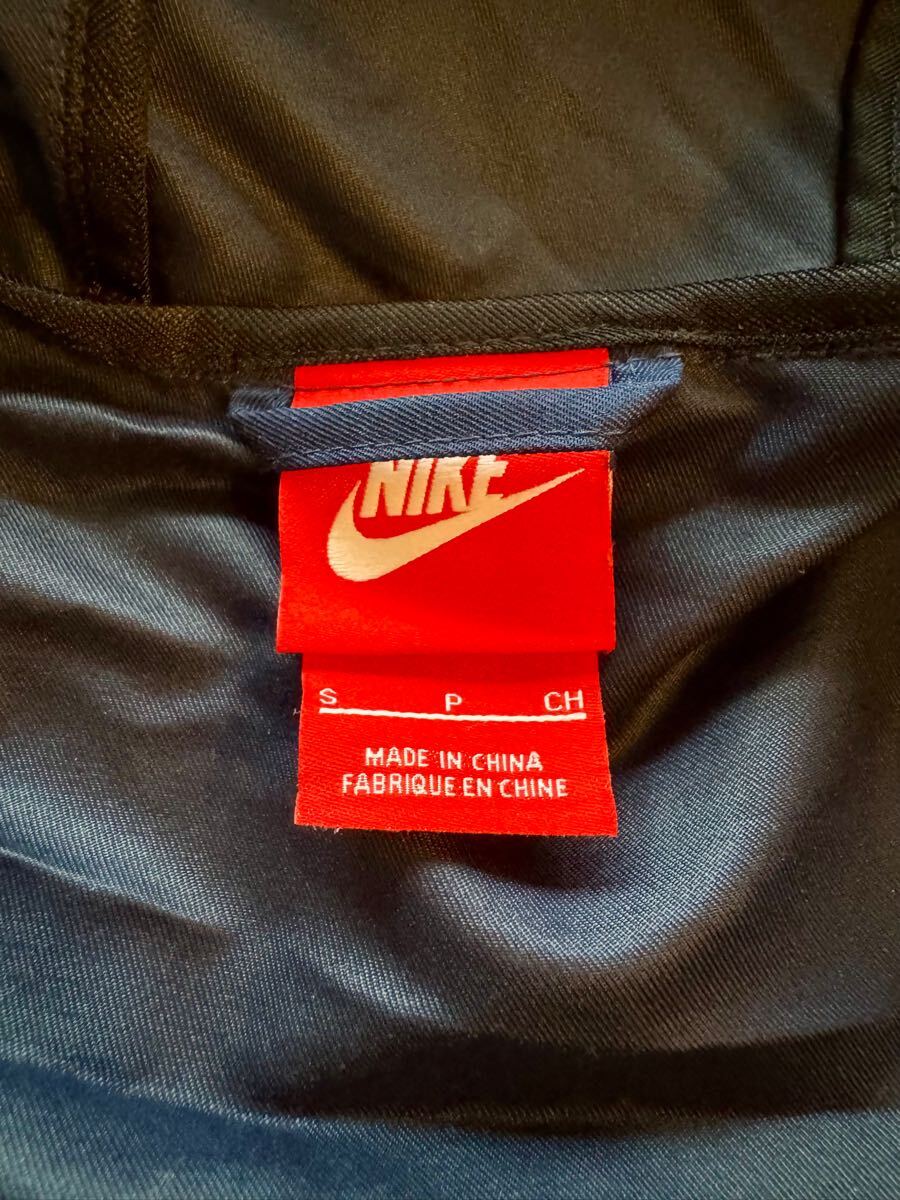 NIKE
S P CH
MADE IN CHINA
FABRIQUE EN CHINE